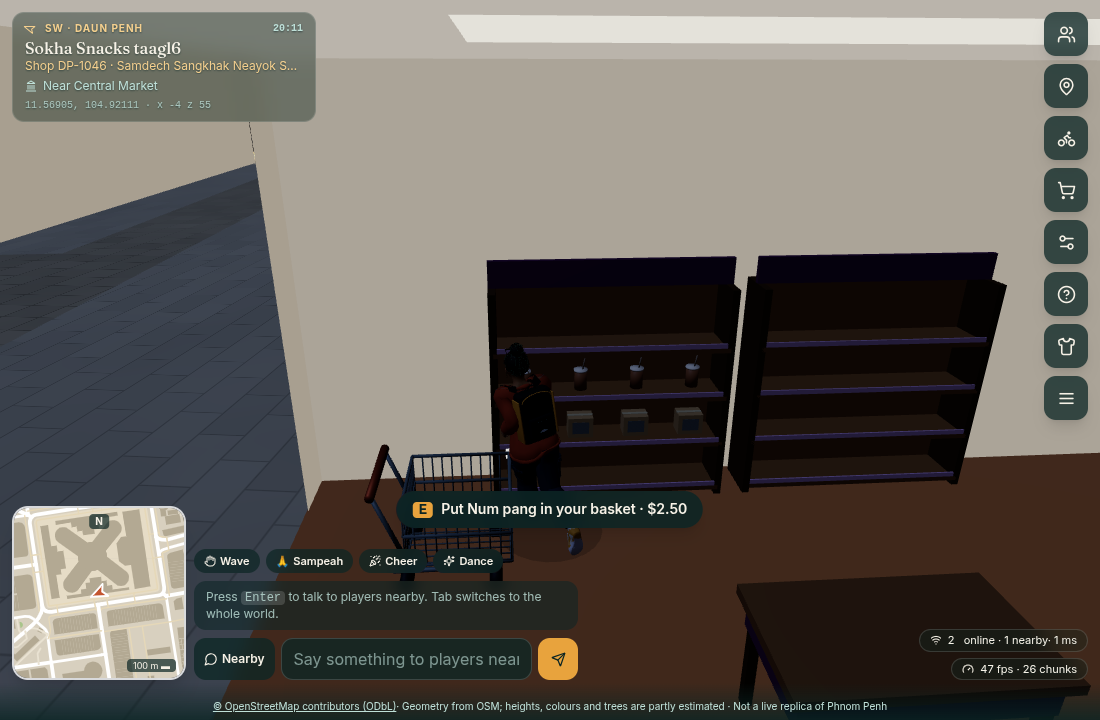 SW · DAUN PENH 20:11
Sokha Snacks taagl6
Shop DP-1046 · Samdech Sangkhak Neayok S...
Near Central Market
11.56905, 104.92111 · x -4 z 55
E Put Num pang in your basket · $2.50
N
100 m
Wave Sampeah Cheer Dance
Press Enter to talk to players nearby. Tab switches to the
whole world.
Nearby Say something to players near
2 online · 1 nearby · 1 ms
47 fps · 26 chunks
© OpenStreetMap contributors (ODbL) · Geometry from OSM; heights, colours and trees are partly estimated · Not a live replica of Phnom Penh